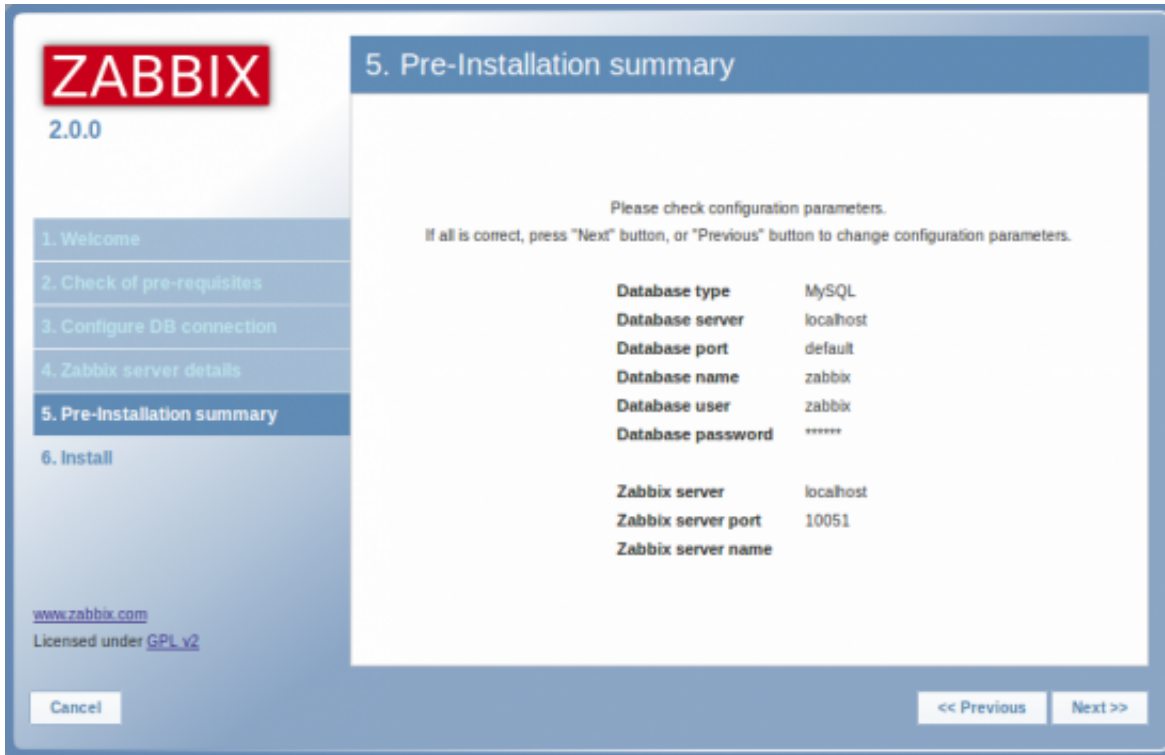 ZABBIX
2.0.0
1. Welcome
2. Check of pre-requisites
3. Configure DB connection
4. Zabbix server details
5. Pre-Installation summary
6. Install
www.zabbix.com
Licensed under GPL v2
5. Pre-Installation summary
Please check configuration parameters.
If all is correct, press "Next" button, or "Previous" button to change configuration parameters.
Database type MySQL
Database server localhost
Database port default
Database name zabbix
Database user zabbix
Database password ******
Zabbix server localhost
Zabbix server port 10051
Zabbix server name
Cancel
<< Previous
Next >>